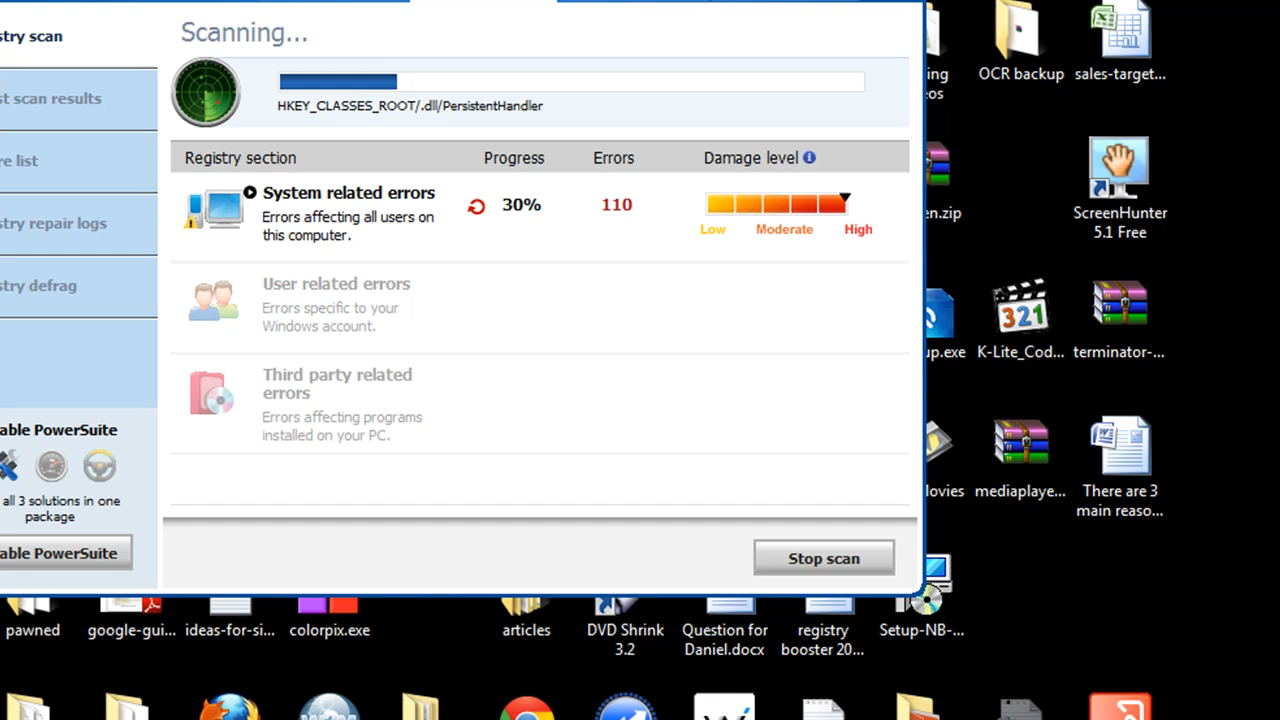 stry scan
st scan results
re list
stry repair logs
stry defrag
able PowerSuite
all 3 solutions in one
package
able PowerSuite
Scanning...
HKEY_CLASSES_ROOT/.dll/PersistentHandler
Registry section Progress Errors Damage level
System related errors
Errors affecting all users on
this computer.
30% 110
Low Moderate High
User related errors
Errors specific to your
Windows account.
Third party related
errors
Errors affecting programs
installed on your PC.
Stop scan
ing
eos
OCR backup
sales-target...
en.zip
ScreenHunter
5.1 Free
up.exe
321
K-Lite_Cod...
terminator-...
ovies
mediaplaye...
There are 3
main reaso...
pawned
google-gui...
ideas-for-si...
colorpix.exe
articles
DVD Shrink
3.2
Question for
Daniel.docx
registry
booster 20...
Setup-NB-...